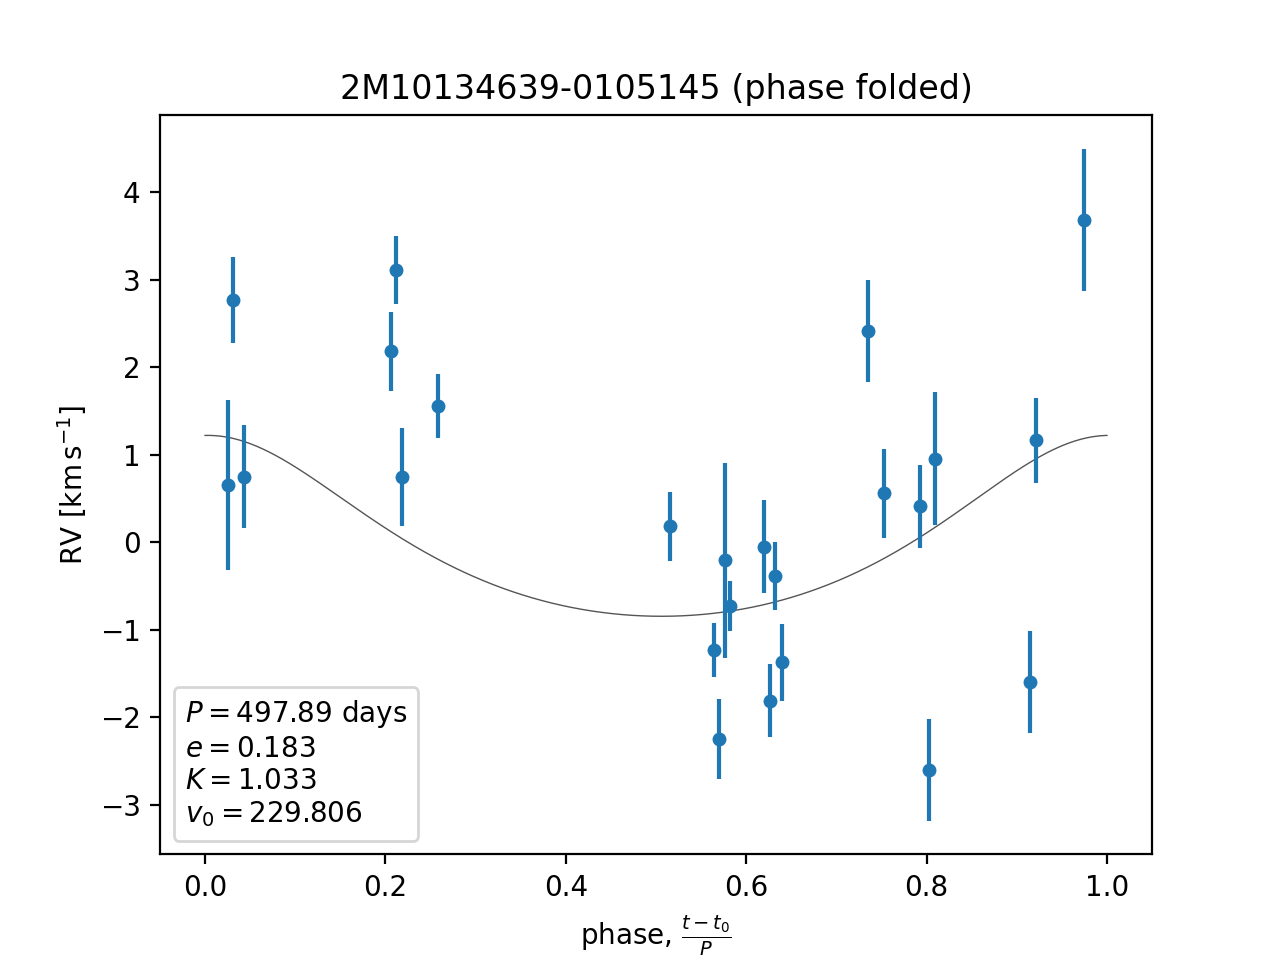 2M10134639-0105145 (phase folded)
RV [km s⁻¹]
4
3
2
1
0
−1
−2
−3
P = 497.89 days
e = 0.183
K = 1.033
v₀ = 229.806
0.0 0.2 0.4 0.6 0.8 1.0
phase, (t − t₀)/P